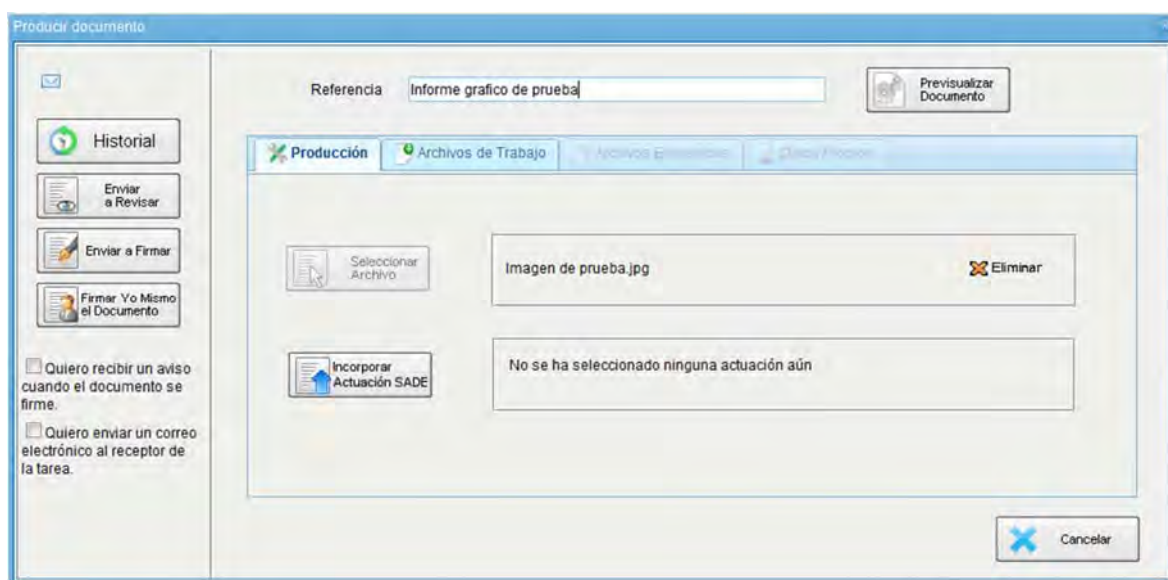 Producir documento
Referencia
Informe grafico de prueba
Previsualizar
Documento
Historial
Enviar
a Revisar
Enviar a Firmar
Firmar Yo Mismo
el Documento
Quiero recibir un aviso
cuando el documento se
firme.
Quiero enviar un correo
electrónico al receptor de
la tarea.
Producción
Archivos de Trabajo
Seleccionar
Archivo
Imagen de prueba.jpg
Eliminar
Incorporar
Actuación SADE
No se ha seleccionado ninguna actuación aún
Cancelar